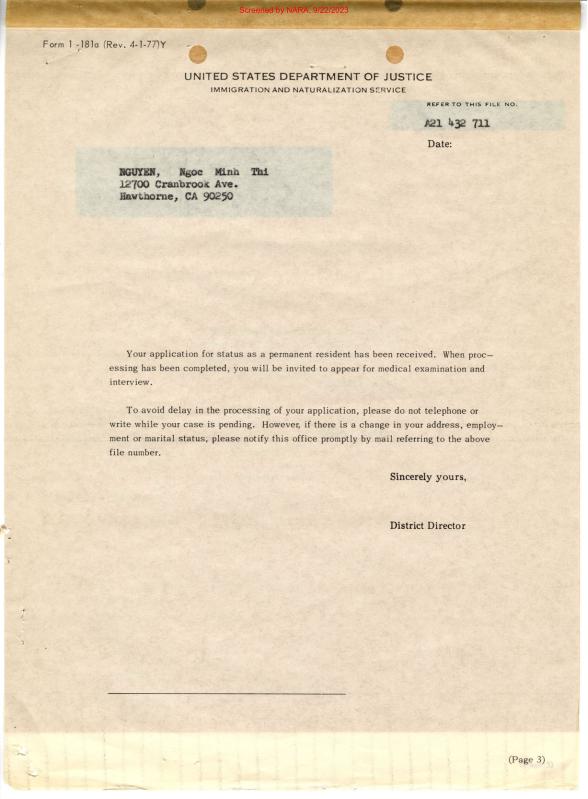 Screened by NARA, 9/22/2023
Form I-181a (Rev. 4-1-77)Y
UNITED STATES DEPARTMENT OF JUSTICE
IMMIGRATION AND NATURALIZATION SERVICE
REFER TO THIS FILE NO.
A21 432 711
Date:
NGUYEN, Ngoc Minh Thi
12700 Cranbrook Ave.
Hawthorne, CA 90250
Your application for status as a permanent resident has been received. When proc-
essing has been completed, you will be invited to appear for medical examination and
interview.
To avoid delay in the processing of your application, please do not telephone or
write while your case is pending. However, if there is a change in your address, employ-
ment or marital status, please notify this office promptly by mail referring to the above
file number.
Sincerely yours,
District Director
(Page 3)